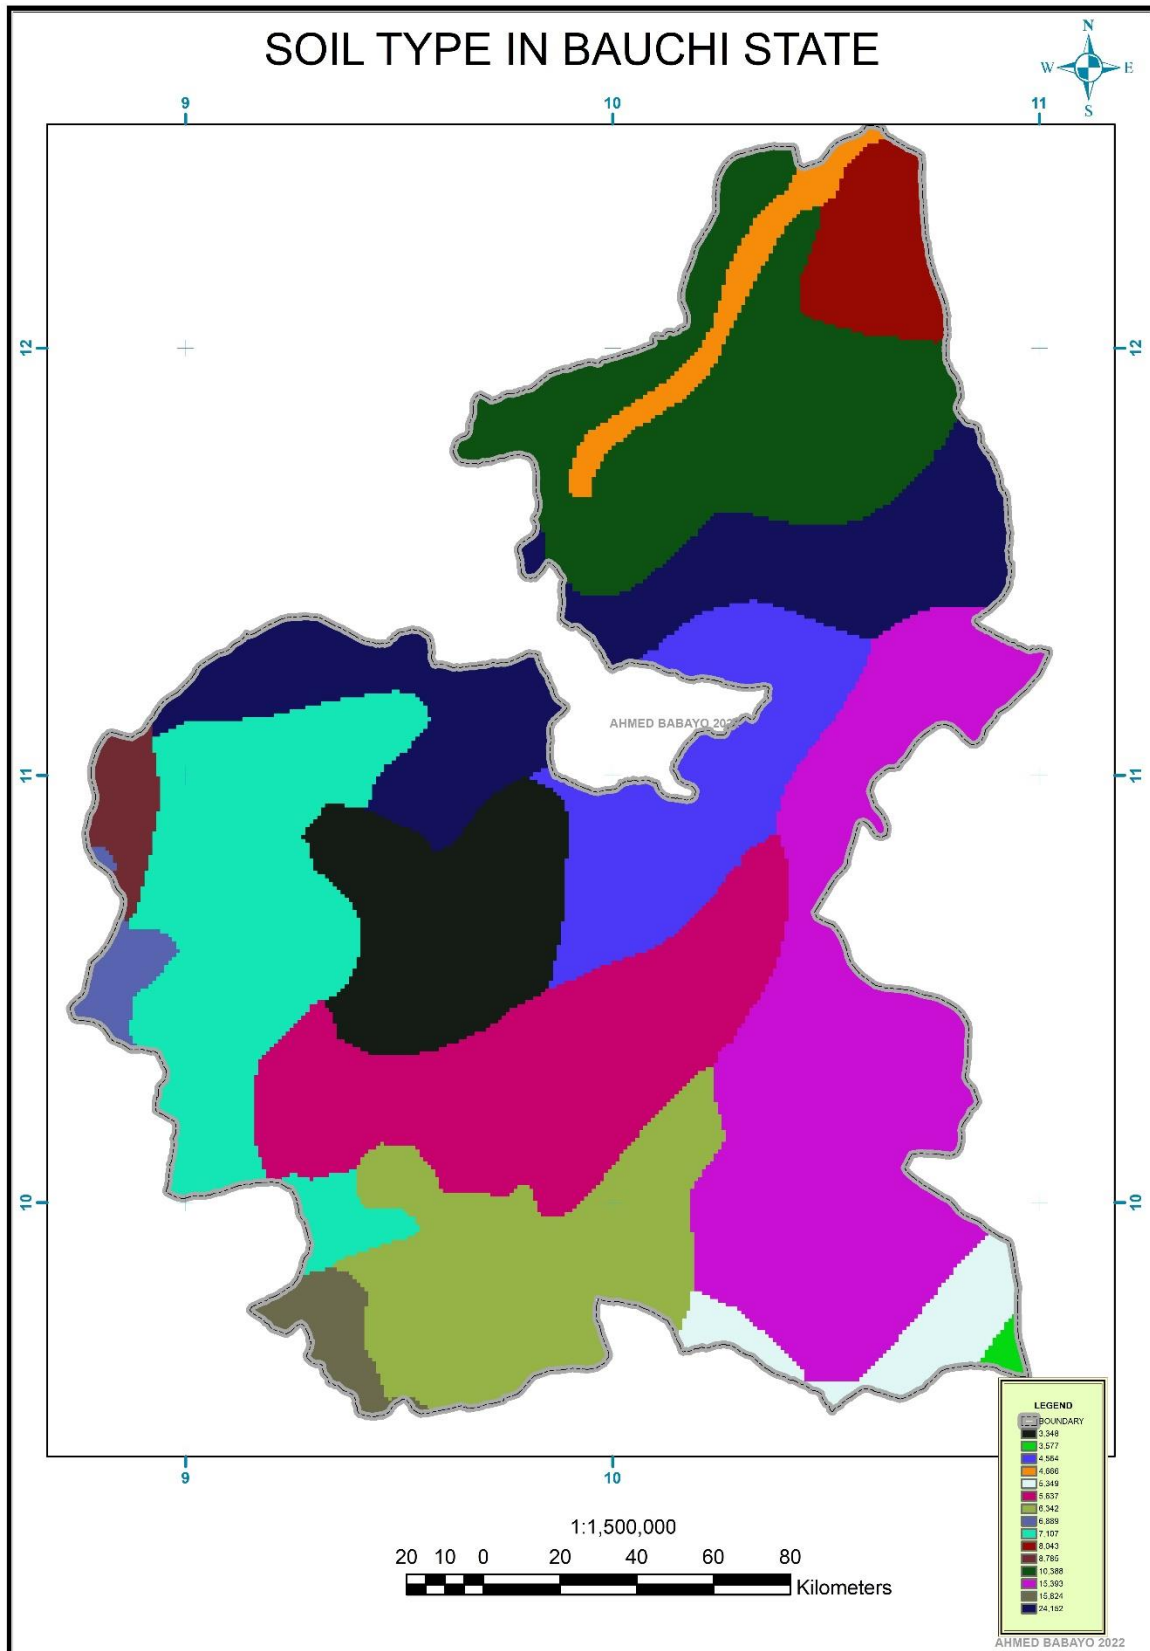 SOIL TYPE IN BAUCHI STATE
N
W E
S
9 10 11
12 12
AHMED BABAYO 202
11 11
10 10
9 10
LEGEND
BOUNDARY
3,348
3,577
4,564
4,666
5,349
5,637
6,342
6,889
7,107
8,043
8,785
10,388
15,393
15,824
24,152
1:1,500,000
20 10 0 20 40 60 80
Kilometers
AHMED BABAYO 2022